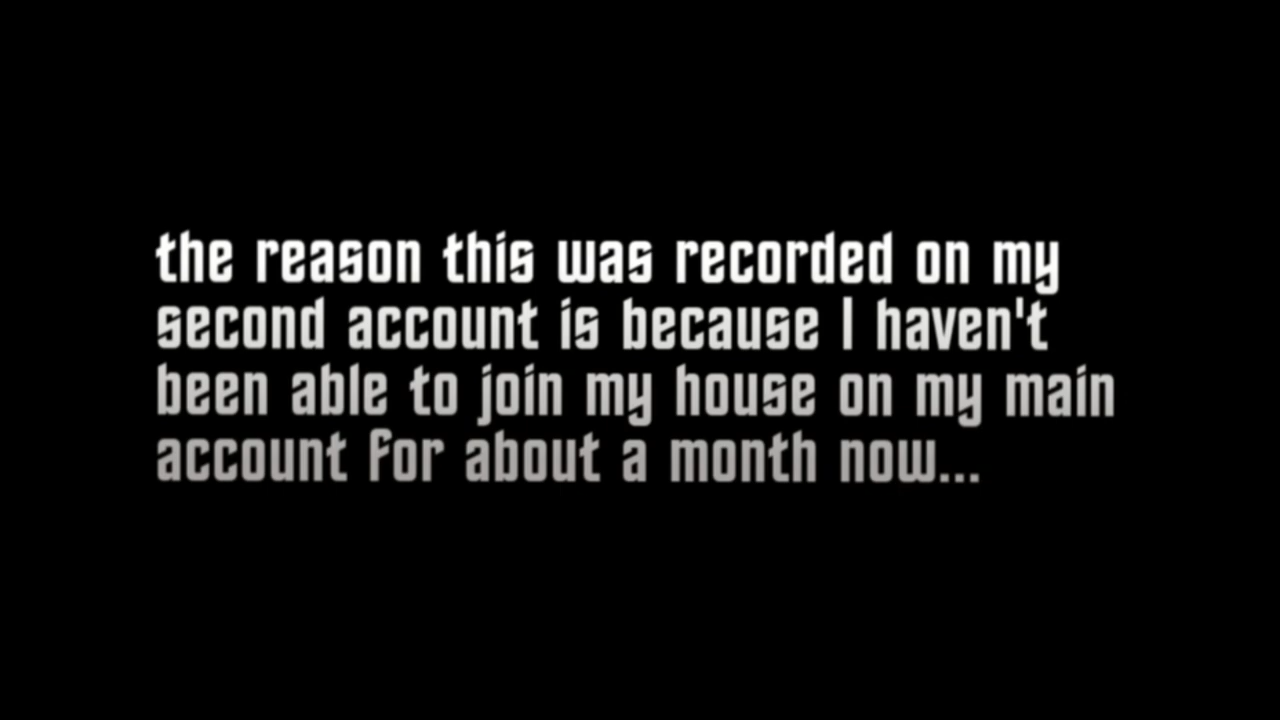 the reason this was recorded on my
second account is because I haven't
been able to join my house on my main
account for about a month now...